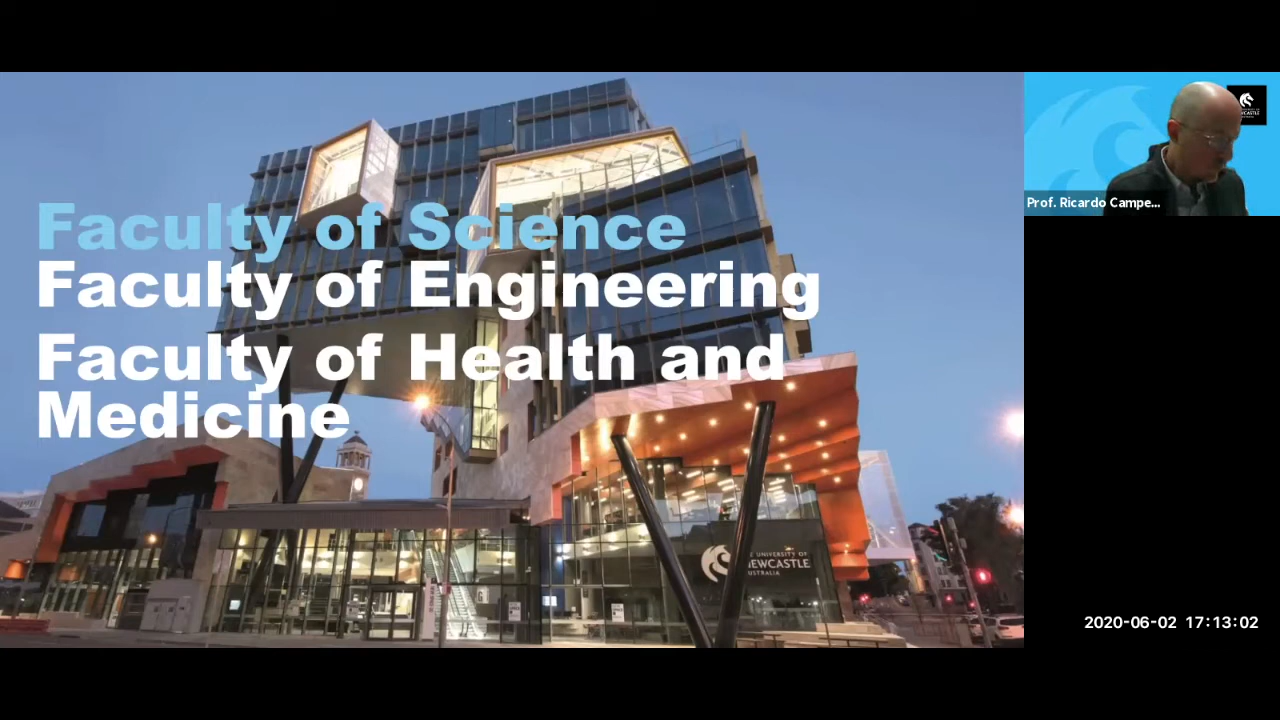 Faculty of Science
Faculty of Engineering
Faculty of Health and
Medicine
Prof. Ricardo Campe...
UNIVERSITY OF
NEWCASTLE
AUSTRALIA
2020-06-02 17:13:02